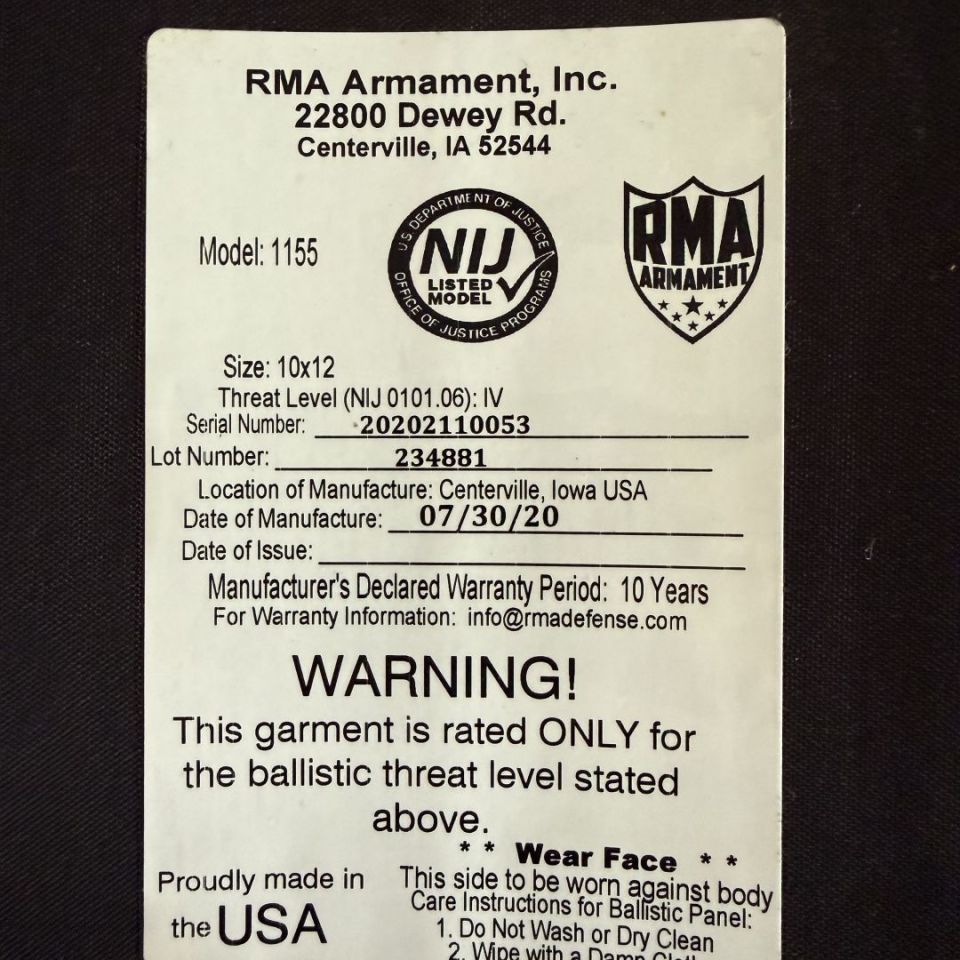 RMA Armament, Inc.
22800 Dewey Rd.
Centerville, IA 52544
Model: 1155
U.S. DEPARTMENT OF JUSTICE
NIJ
LISTED
MODEL
OFFICE OF JUSTICE PROGRAMS
RMA
ARMAMENT
Size: 10x12
Threat Level (NIJ 0101.06): IV
Serial Number: 20202110053
Lot Number: 234881
Location of Manufacture: Centerville, Iowa USA
Date of Manufacture: 07/30/20
Date of Issue:
Manufacturer's Declared Warranty Period: 10 Years
For Warranty Information: info@rmadefense.com
WARNING!
This garment is rated ONLY for
the ballistic threat level stated
above.
* * Wear Face * *
This side to be worn against body
Care Instructions for Ballistic Panel:
1. Do Not Wash or Dry Clean
2. Wipe with a Damp Cloth
Proudly made in
the USA